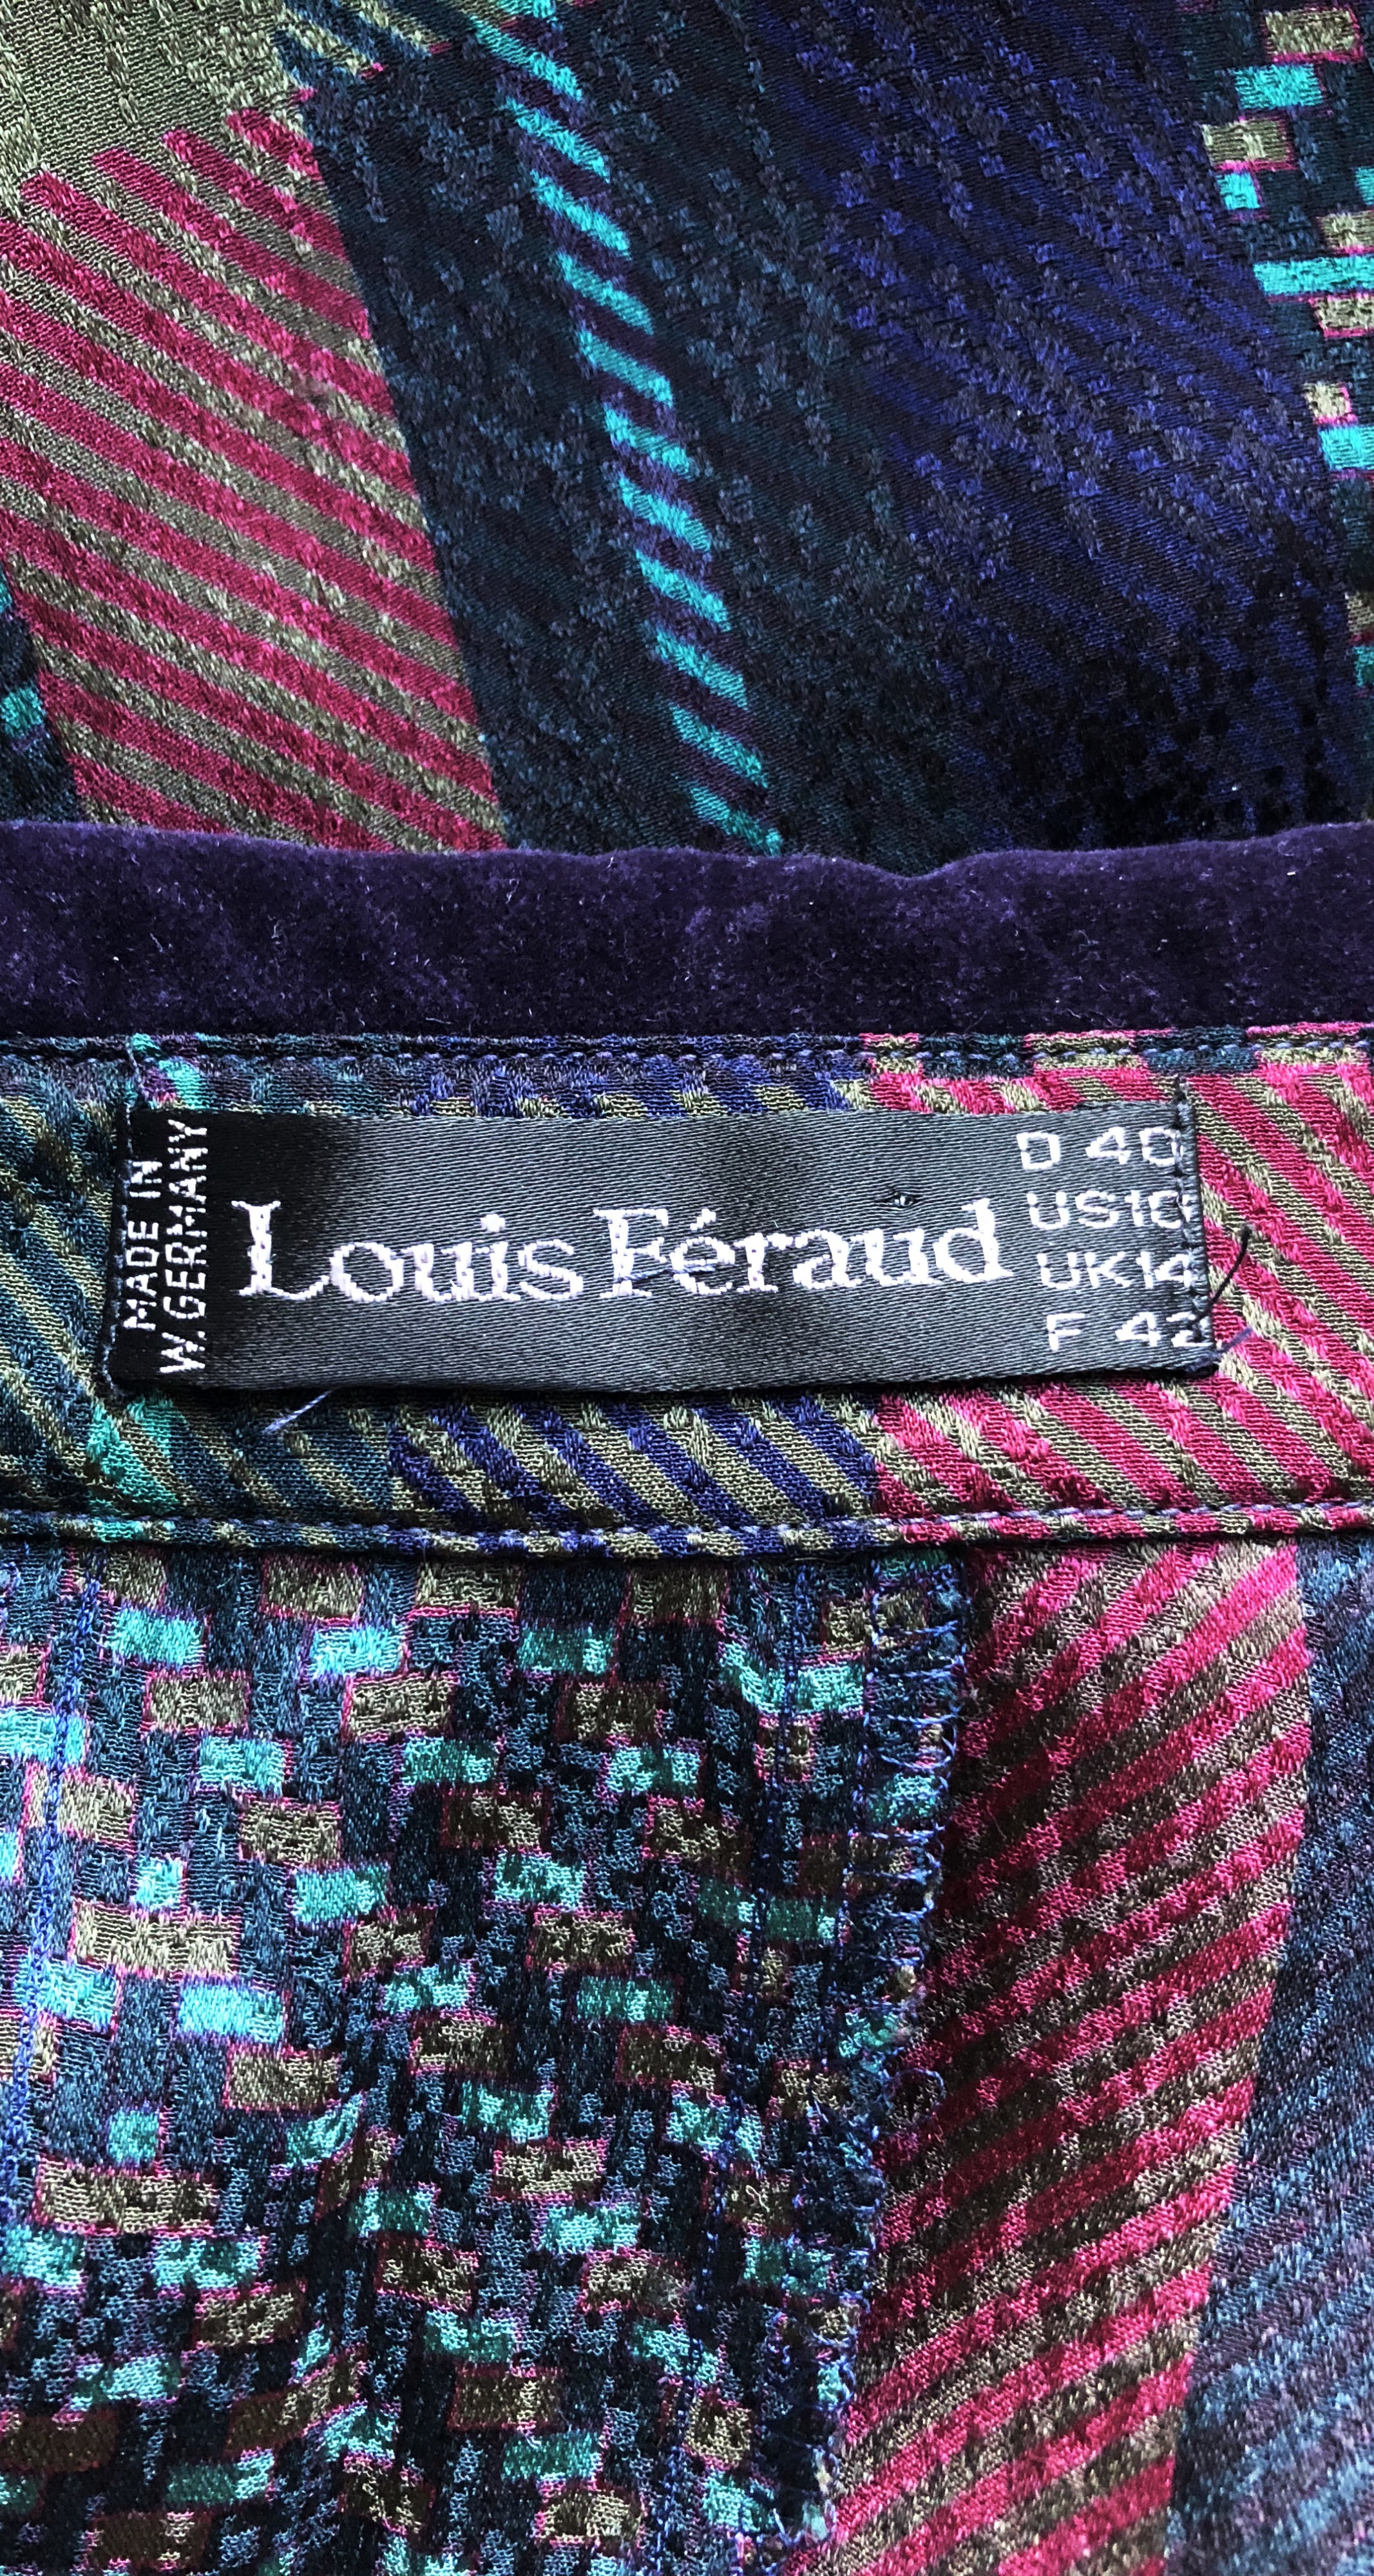 MADE IN
W. GERMANY
Louis Féraud
D 40
US10
UK14
F 42